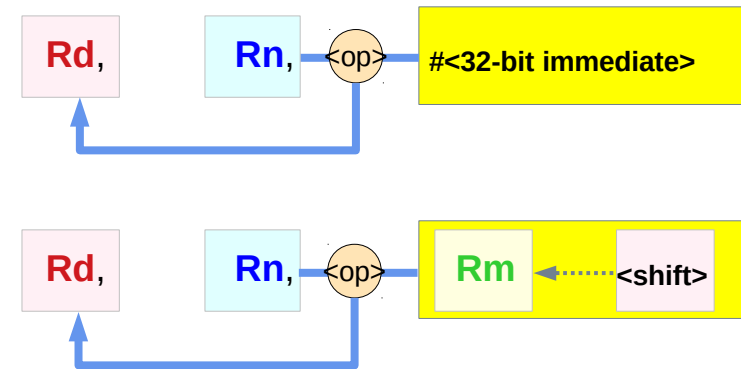 Rd, Rn, <op> #<32-bit immediate>
Rd, Rn, <op> Rm <shift>